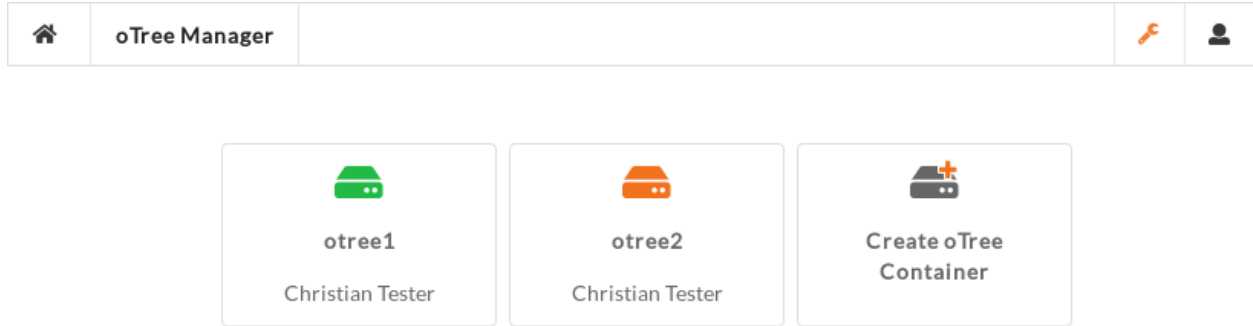 oTree Manager
otree1
Christian Tester
otree2
Christian Tester
Create oTree
Container